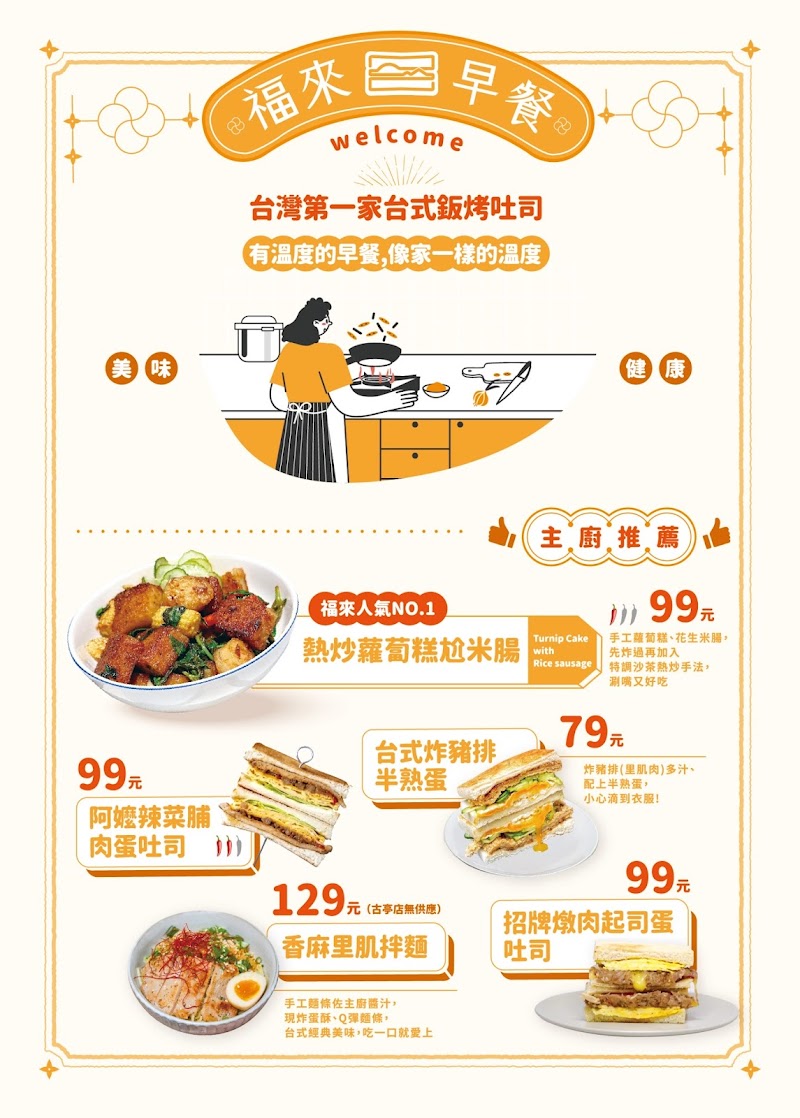 福來早餐
welcome
台灣第一家台式鈑烤吐司
有溫度的早餐,像家一樣的溫度
美味
健康
主廚推薦
福來人氣NO.1
熱炒蘿蔔糕尬米腸
Turnip Cake
with
Rice sausage
99元
手工蘿蔔糕、花生米腸,
先炸過再加入
特調沙茶熱炒手法,
涮嘴又好吃
99元
阿嬤辣菜脯
肉蛋吐司
台式炸豬排
半熟蛋
79元
炸豬排(里肌肉)多汁、
配上半熟蛋,
小心滴到衣服!
129元(古亭店無供應)
香麻里肌拌麵
手工麵條佐主廚醬汁,
現炸蛋酥、Q彈麵條,
台式經典美味,吃一口就愛上
99元
招牌燉肉起司蛋
吐司